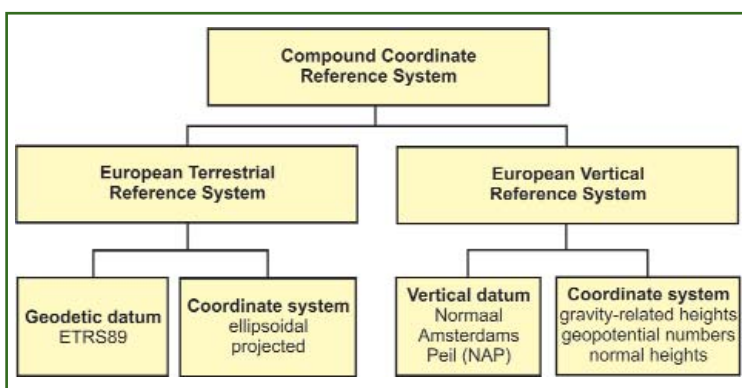 Compound Coordinate
Reference System
European Terrestrial
Reference System
European Vertical
Reference System
Geodetic datum
ETRS89
Coordinate system
ellipsoidal
projected
Vertical datum
Normaal
Amsterdams
Peil (NAP)
Coordinate system
gravity-related heights
geopotential numbers
normal heights